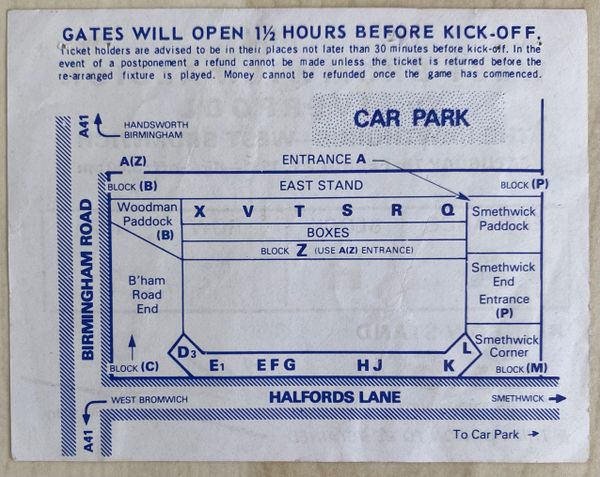 GATES WILL OPEN 1½ HOURS BEFORE KICK-OFF.
Ticket holders are advised to be in their places not later than 30 minutes before kick-off. In the
event of a postponement a refund cannot be made unless the ticket is returned before the
re-arranged fixture is played. Money cannot be refunded once the game has commenced.
A41
HANDSWORTH
BIRMINGHAM
CAR PARK
A(Z)
ENTRANCE A
BLOCK (B)
EAST STAND
BLOCK (P)
Woodman
Paddock
(B)
X V T S R Q
Smethwick
Paddock
BOXES
BLOCK Z (USE A(Z) ENTRANCE)
BIRMINGHAM ROAD
B'ham
Road
End
Smethwick
End
Entrance
(P)
Smethwick
Corner
D3
L
BLOCK (C)
E1 E F G H J K
BLOCK (M)
A41
WEST BROMWICH
HALFORDS LANE
SMETHWICK
To Car Park